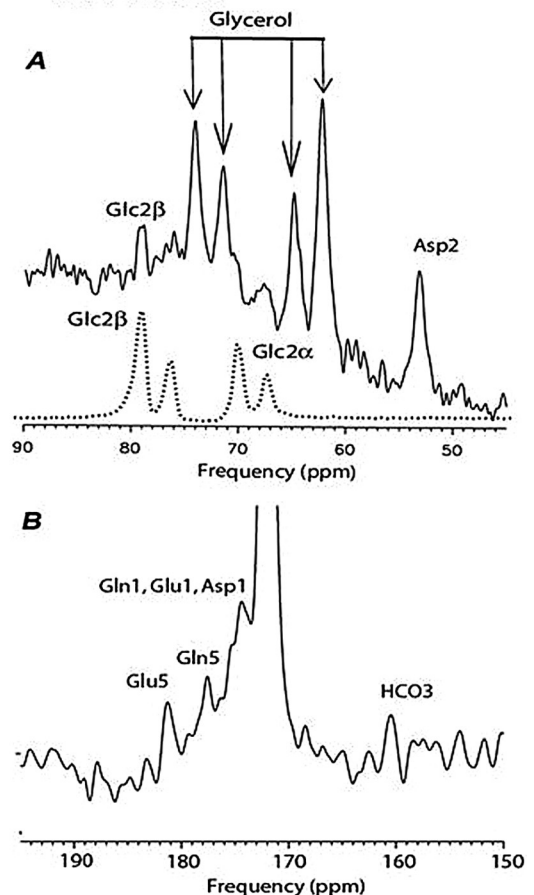 Glycerol
A
Glc2β
Asp2
Glc2β
Glc2α
90 80 70 60 50
Frequency (ppm)
B
Gln1, Glu1, Asp1
Gln5
Glu5
HCO3
190 180 170 160 150
Frequency (ppm)